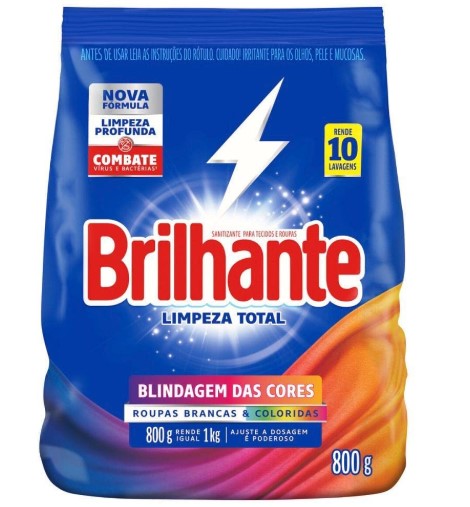 ANTES DE USAR LEIA AS INSTRUÇÕES DO RÓTULO. CUIDADO! IRRITANTE PARA OS OLHOS, PELE E MUCOSAS.
NOVA
FÓRMULA
LIMPEZA
PROFUNDA
COMBATE
VÍRUS E BACTÉRIAS¹
RENDE
10
LAVAGENS
SANITIZANTE PARA TECIDOS E ROUPAS
Brilhante
LIMPEZA TOTAL
BLINDAGEM DAS CORES
ROUPAS BRANCAS & COLORIDAS
800g RENDE IGUAL 1kg
AJUSTE A DOSAGEM
É PODEROSO
800g